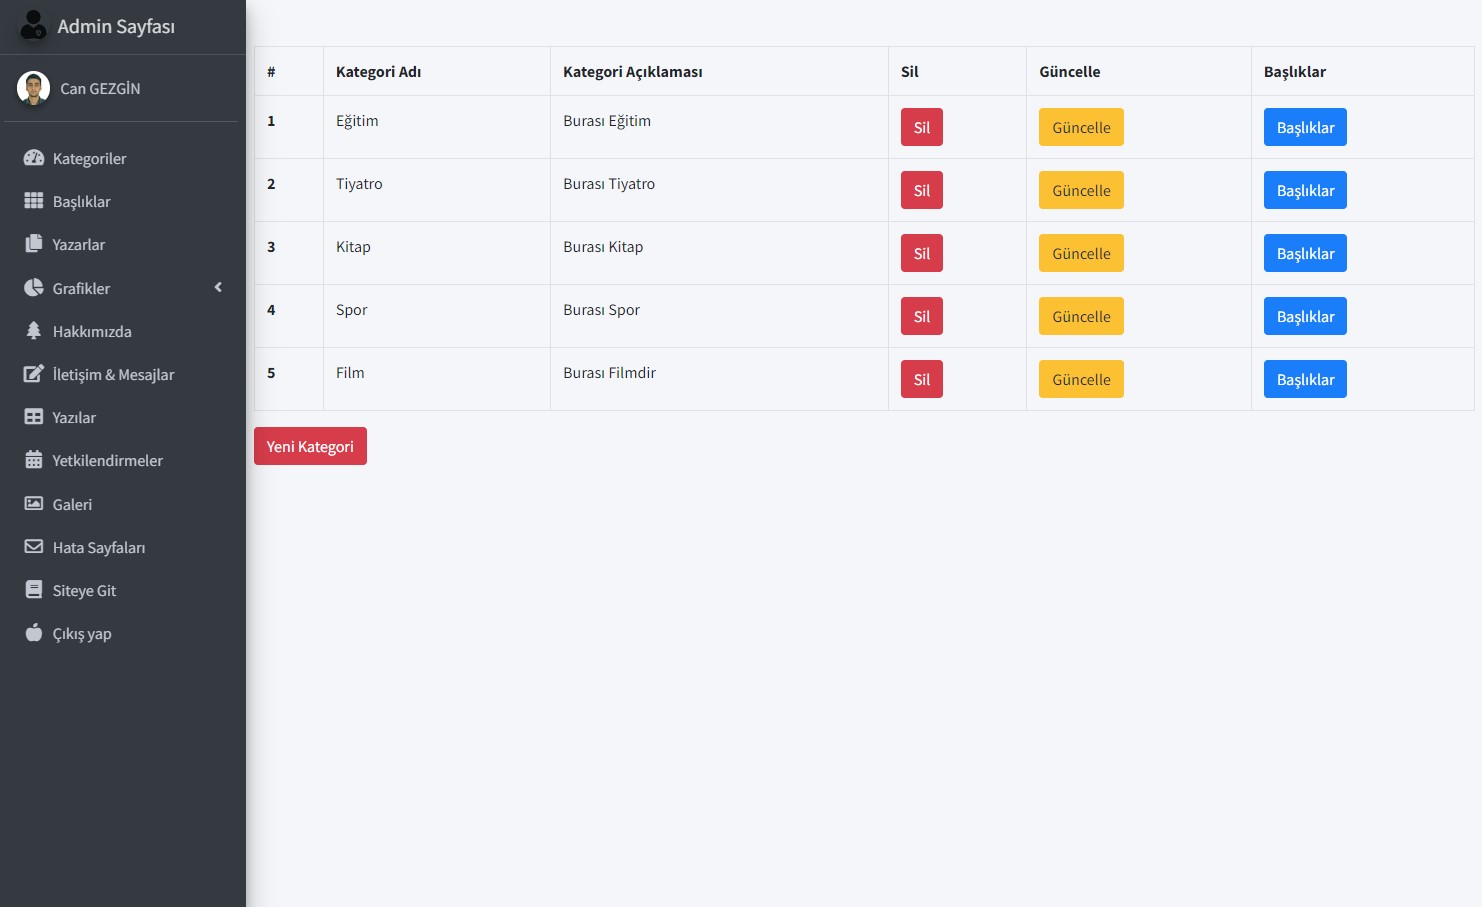 Admin Sayfası
Can GEZGİN
Kategoriler
Başlıklar
Yazarlar
Grafikler
Hakkımızda
İletişim & Mesajlar
Yazılar
Yetkilendirmeler
Galeri
Hata Sayfaları
Siteye Git
Çıkış yap
# Kategori Adı Kategori Açıklaması Sil Güncelle Başlıklar
1 Eğitim Burası Eğitim Sil Güncelle Başlıklar
2 Tiyatro Burası Tiyatro Sil Güncelle Başlıklar
3 Kitap Burası Kitap Sil Güncelle Başlıklar
4 Spor Burası Spor Sil Güncelle Başlıklar
5 Film Burası Filmdir Sil Güncelle Başlıklar
Yeni Kategori